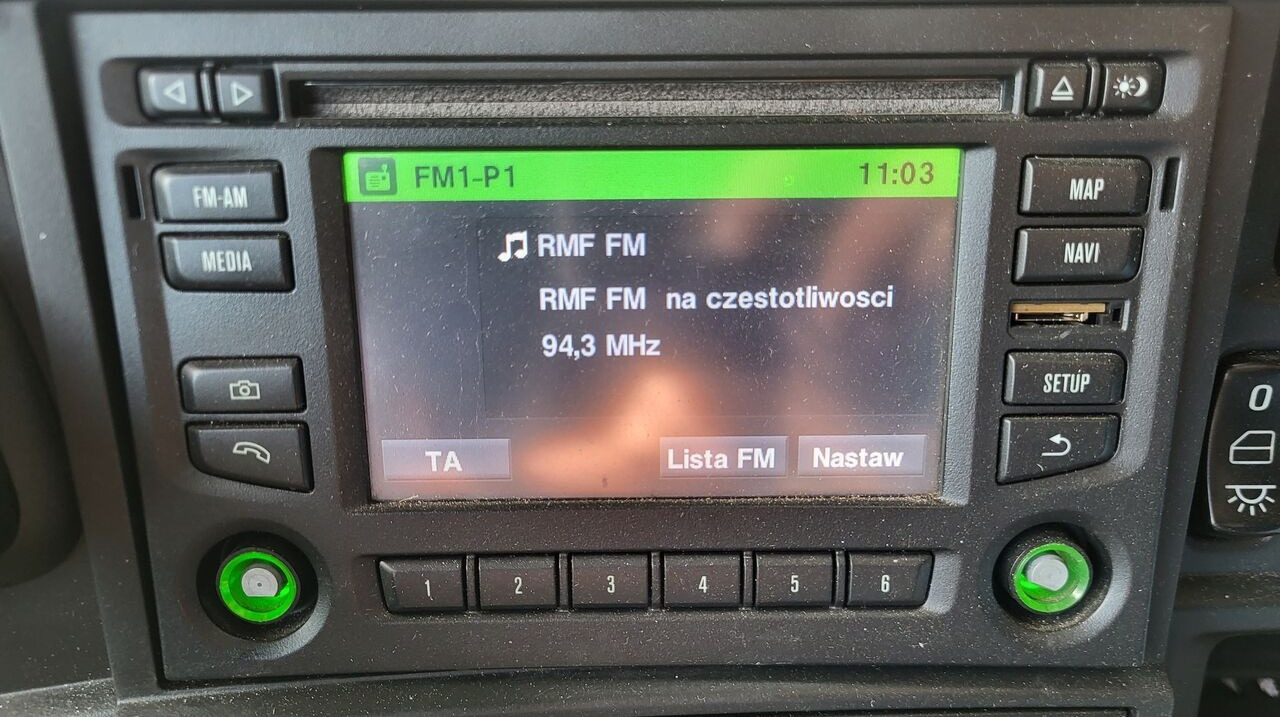 FM-AM
MEDIA
FM1-P1 11:03
RMF FM
RMF FM na czestotliwosci
94,3 MHz
TA Lista FM Nastaw
MAP
NAVI
SETUP
1 2 3 4 5 6
0